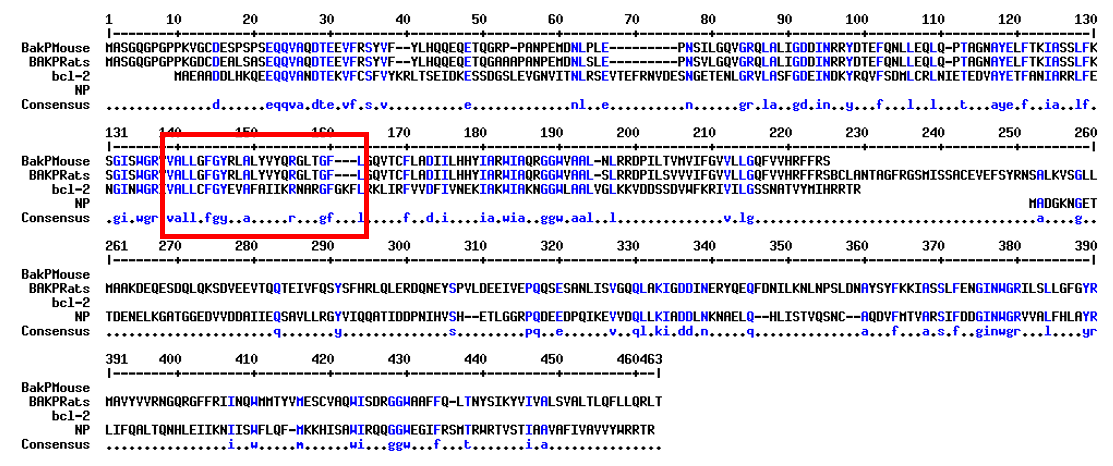 1 10 20 30 40 50 60 70 80 90 100 110 120 130
|--------+---------+---------+---------+---------+---------+---------+---------+---------+---------+---------+---------+---------|
BakPMouse MASGQGPGPPKVGCDESPSPSEQQVAQDTEEVFRSYVF--YLHQQEQETQGRP-PANPEMDNLPLE---------PNSILGQVGRQLALIGDDINRRYDTEFQNLLEQLQ-PTAGNAYELFTKIASSLFK
BAKPRats MASGQGPGPPKGDCDEALSASEQQVAQDTEEVFRSYVF--YLHQQEQETQGAAAPANPEMDNLSLE---------PNSVLGQVGRQLALIGDDINRRYDTEFQNLLEQLQ-PTAGNAYELFTKIASSLFK
bcl-2 MAEAADDLHKQEEQQVANDTEKVFCSFVYKRLTSEIDKESSDGSLEVGNVITNLRSEVTEFRNVDESNGETENLGRVLASFGDEINDKYRQVFSDMLCRLNIETEDVAYETFANIARRLFE
NP
Consensus ..............d......eqqva.dte.vf.s.v..........e.............nl..e..........n......gr.la..gd.in..y...f...l..l...t...aye.f..ia..lf.
131 140 150 160 170 180 190 200 210 220 230 240 250 260
|--------+---------+---------+---------+---------+---------+---------+---------+---------+---------+---------+---------+---------|
BakPMouse SGISWGRVVALLGFGYRLALYVYQRGLTGF---LGQVTCFLADIILHHYIARWIAQRGGWVAAL-NLRRDPILTVMVIFGVVLLGQFVVHRFFRS
BAKPRats SGISWGRVVALLGFGYRLALYVYQRGLTGF---LGQVTCFLADIILHHYIARWIAQRGGWVAAL-SLRRDPILSVVVIFGVVLLGQFVVHRFFRSBCLANTAGFRGSMISSACEVEFSYRNSALKVSGLL
bcl-2 NGINWGRIVALLCFGYEVAFAIIKRNARGFGKFLRKLIRFVVDFIVNEKIAKWIAKNGGWLAALVGLKKVDDSSDVWFKRIVILGSSNATVYMIHRRTR
NP MADGKNGET
Consensus .gi.wgr.vall.fgy..a.....r...gf...l.....f..d.i....ia.wia..ggw.aal..l..................v.lg.....................................a....g..
261 270 280 290 300 310 320 330 340 350 360 370 380 390
|--------+---------+---------+---------+---------+---------+---------+---------+---------+---------+---------+---------+---------|
BakPMouse
BAKPRats MAAKDEQESDQLQKSDVEEVTQQTEIVFQSYSFHRLQLERDQNEYSPVLDEEIVEPQQSESANLISVGQQLAKIGDDINERYQEQFDNILKNLNPSLDNAYSYFKKIASSLFENGINWGRILSLLGFGYR
bcl-2
NP TDENELKGATGGEDVVDDAIIEQSAVLLRGYVIQQATIDDPNIHVSH--ETLGGRPQDEEDPQIKEVVDQLLKIADDLNKNAELQ--HLISTVQSNC-AQDVFMTVARSIFDDGINWGRVVALFHLAYR
Consensus ......................q.......y..............s.........pq..e......v..ql.ki.dd.n.....q..............a....f...a.s.f..ginwgr...l....yr
391 400 410 420 430 440 450 460463
|--------+---------+---------+---------+---------+---------+---------+--|
BakPMouse
BAKPRats MAVYVVRNGQRGFFRIINQWMMTYVMESCVAQWISDRGGWAAFFQ-LTNYSIKYVIVALSVALTLQFLLQRLT
bcl-2
NP LIFQALTQNHLEIIKNIISWFLQF-MKKHISAWIRQQGGWEGIFRSMTRWRTVSTIAAVAFIVAVVYWRRTR
Consensus ................i..w.....m......wi...ggw...f...t........i.a..............